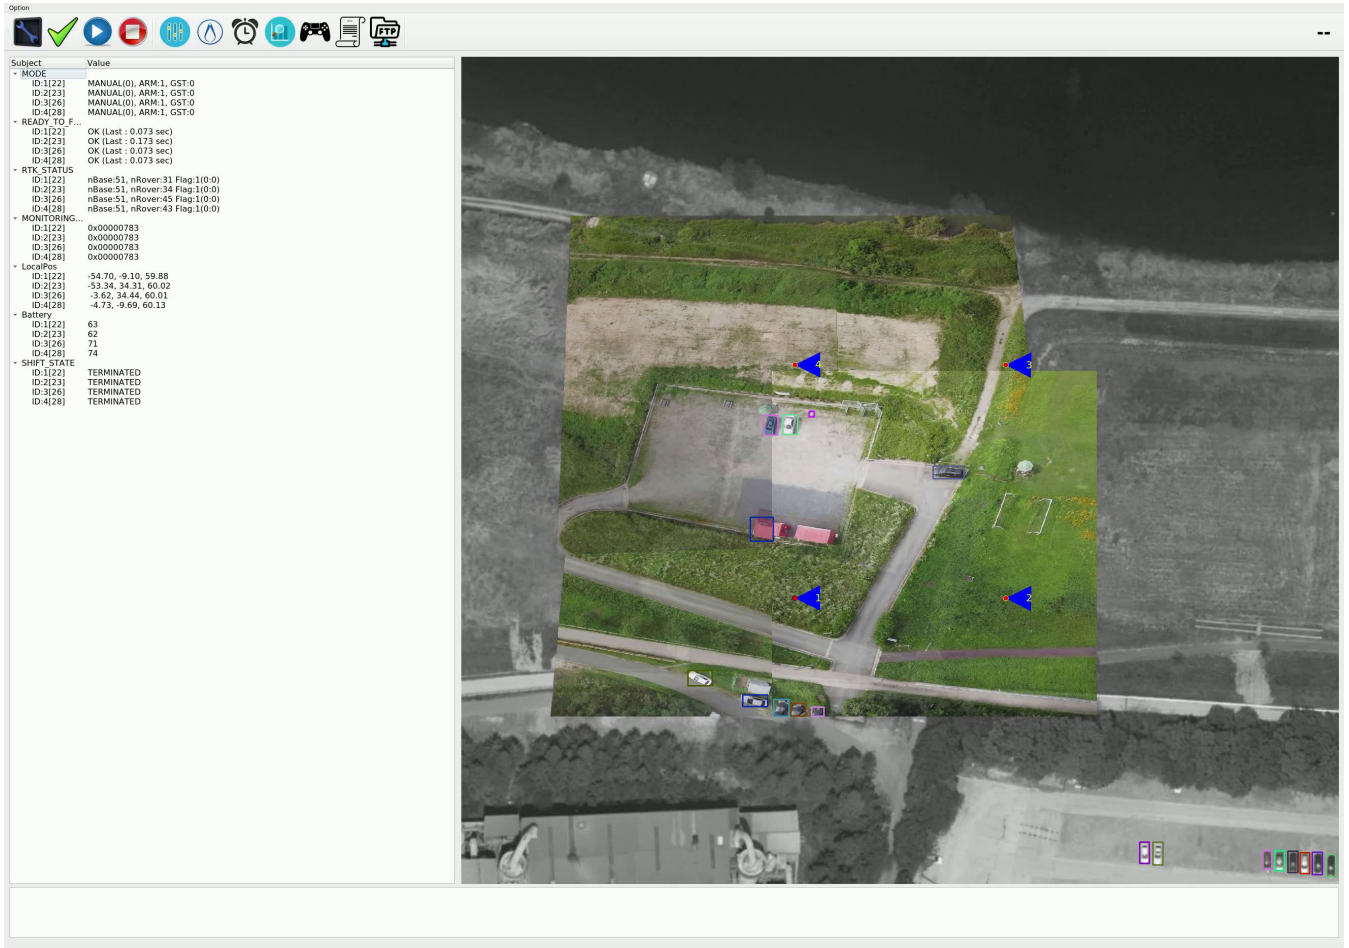 Option
FTP
--
Subject Value
MODE
ID:1[22] MANUAL(0), ARM:1, GST:0
ID:2[23] MANUAL(0), ARM:1, GST:0
ID:3[26] MANUAL(0), ARM:1, GST:0
ID:4[28] MANUAL(0), ARM:1, GST:0
READY_TO_F...
ID:1[22] OK (Last : 0.073 sec)
ID:2[23] OK (Last : 0.173 sec)
ID:3[26] OK (Last : 0.073 sec)
ID:4[28] OK (Last : 0.073 sec)
RTK_STATUS
ID:1[22] nBase:51, nRover:31 Flag:1(0:0)
ID:2[23] nBase:51, nRover:34 Flag:1(0:0)
ID:3[26] nBase:51, nRover:45 Flag:1(0:0)
ID:4[28] nBase:51, nRover:43 Flag:1(0:0)
MONITORING...
ID:1[22] 0x00000783
ID:2[23] 0x00000783
ID:3[26] 0x00000783
ID:4[28] 0x00000783
LocalPos
ID:1[22] -54.70, -9.10, 59.88
ID:2[23] -53.34, 34.31, 60.02
ID:3[26] -3.62, 34.44, 60.01
ID:4[28] -4.73, -9.69, 60.13
Battery
ID:1[22] 63
ID:2[23] 62
ID:3[26] 71
ID:4[28] 74
SHIFT_STATE
ID:1[22] TERMINATED
ID:2[23] TERMINATED
ID:3[26] TERMINATED
ID:4[28] TERMINATED
4 3
1 2